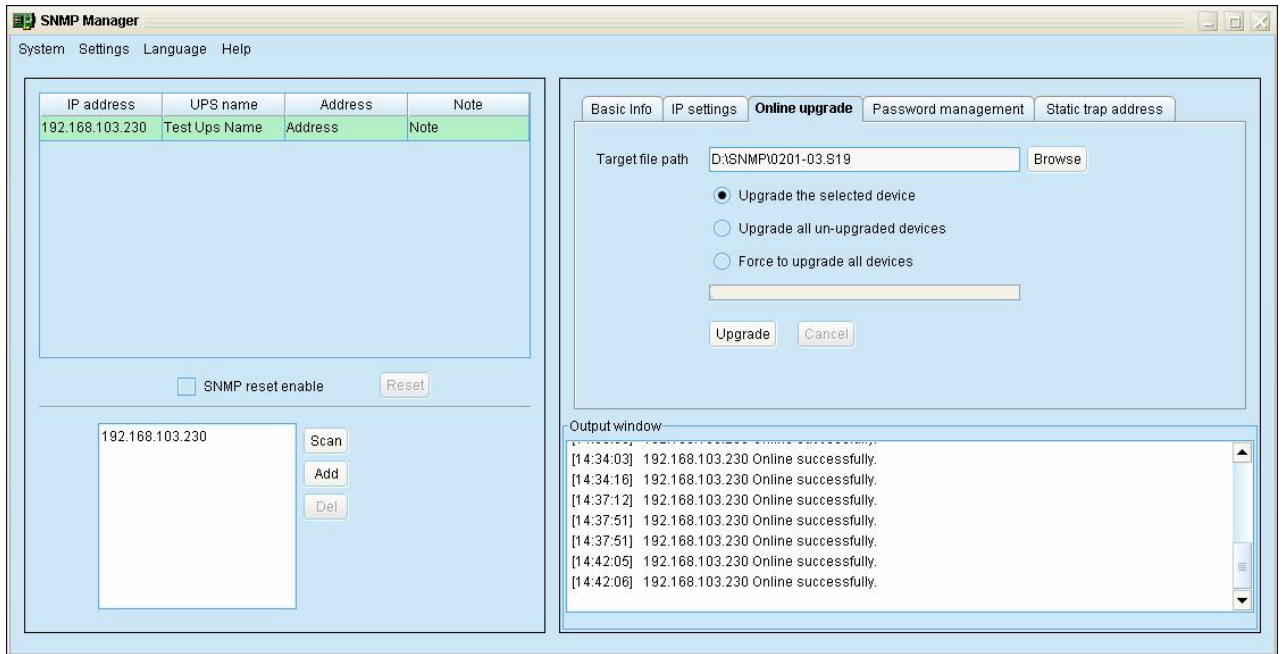 SNMP Manager
System Settings Language Help
IP address UPS name Address Note
192.168.103.230 Test Ups Name Address Note
SNMP reset enable Reset
192.168.103.230
Scan
Add
Del
Basic Info IP settings Online upgrade Password management Static trap address
Target file path D:\SNMP\0201-03.S19 Browse
Upgrade the selected device
Upgrade all un-upgraded devices
Force to upgrade all devices
Upgrade Cancel
Output window
[14:34:03] 192.168.103.230 Online successfully.
[14:34:16] 192.168.103.230 Online successfully.
[14:37:12] 192.168.103.230 Online successfully.
[14:37:51] 192.168.103.230 Online successfully.
[14:37:51] 192.168.103.230 Online successfully.
[14:42:05] 192.168.103.230 Online successfully.
[14:42:06] 192.168.103.230 Online successfully.